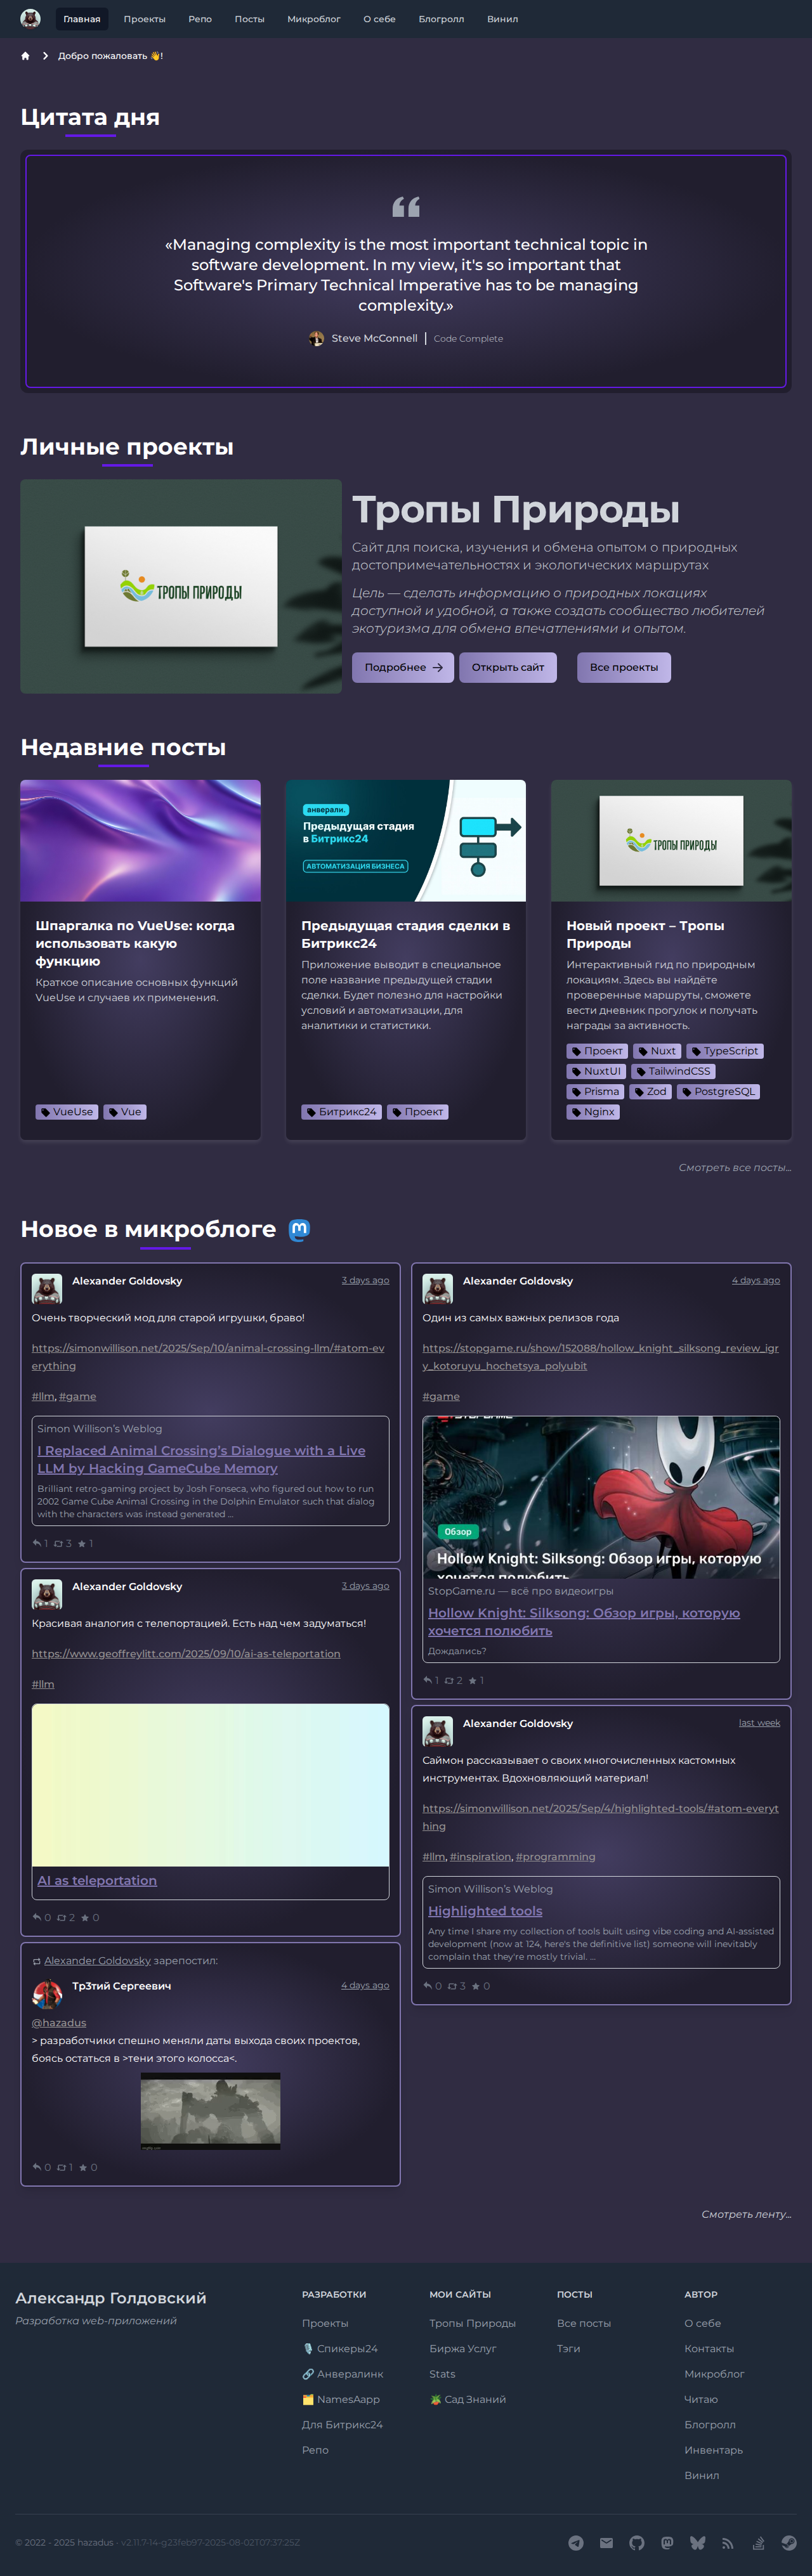 Главная Проекты Репо Посты Микроблог О себе Блогролл Винил
Добро пожаловать 👋!
Цитата дня
«Managing complexity is the most important technical topic in
software development. In my view, it's so important that
Software's Primary Technical Imperative has to be managing
complexity.»
Steve McConnell Code Complete
Личные проекты
ТРОПЫ ПРИРОДЫ
Тропы Природы
Сайт для поиска, изучения и обмена опытом о природных
достопримечательностях и экологических маршрутах
Цель — сделать информацию о природных локациях
доступной и удобной, а также создать сообщество любителей
экотуризма для обмена впечатлениями и опытом.
Подробнее Открыть сайт Все проекты
Недавние посты
Шпаргалка по VueUse: когда
использовать какую
функцию
Краткое описание основных функций
VueUse и случаев их применения.
VueUse Vue
анверали.
Предыдущая стадия
в Битрикс24
АВТОМАТИЗАЦИЯ БИЗНЕСА
Предыдущая стадия сделки в
Битрикс24
Приложение выводит в специальное
поле название предыдущей стадии
сделки. Будет полезно для настройки
условий и автоматизации, для
аналитики и статистики.
Битрикс24 Проект
ТРОПЫ ПРИРОДЫ
Новый проект – Тропы
Природы
Интерактивный гид по природным
локациям. Здесь вы найдёте
проверенные маршруты, сможете
вести дневник прогулок и получать
награды за активность.
Проект Nuxt TypeScript
NuxtUI TailwindCSS
Prisma Zod PostgreSQL
Nginx
Смотреть все посты...
Новое в микроблоге
Alexander Goldovsky 3 days ago
Очень творческий мод для старой игрушки, браво!
https://simonwillison.net/2025/Sep/10/animal-crossing-llm/#atom-ev
erything
#llm, #game
Simon Willison’s Weblog
I Replaced Animal Crossing’s Dialogue with a Live
LLM by Hacking GameCube Memory
Brilliant retro-gaming project by Josh Fonseca, who figured out how to run
2002 Game Cube Animal Crossing in the Dolphin Emulator such that dialog
with the characters was instead generated …
1 3 1
Alexander Goldovsky 3 days ago
Красивая аналогия с телепортацией. Есть над чем задуматься!
https://www.geoffreylitt.com/2025/09/10/ai-as-teleportation
#llm
AI as teleportation
0 2 0
Alexander Goldovsky зарепостил:
Тр3тий Сергеевич 4 days ago
@hazadus
> разработчики спешно меняли даты выхода своих проектов,
боясь остаться в >тени этого колосса<.
0 1 0
Alexander Goldovsky 4 days ago
Один из самых важных релизов года
https://stopgame.ru/show/152088/hollow_knight_silksong_review_igr
y_kotoruyu_hochetsya_polyubit
#game
STOPGAME
Обзор
Hollow Knight: Silksong: Обзор игры, которую
хочется полюбить
StopGame.ru — всё про видеоигры
Hollow Knight: Silksong: Обзор игры, которую
хочется полюбить
Дождались?
1 2 1
Alexander Goldovsky last week
Саймон рассказывает о своих многочисленных кастомных
инструментах. Вдохновляющий материал!
https://simonwillison.net/2025/Sep/4/highlighted-tools/#atom-everyt
hing
#llm, #inspiration, #programming
Simon Willison’s Weblog
Highlighted tools
Any time I share my collection of tools built using vibe coding and AI-assisted
development (now at 124, here's the definitive list) someone will inevitably
complain that they're mostly trivial. …
0 3 0
Смотреть ленту...
Александр Голдовский
Разработка web-приложений
РАЗРАБОТКИ
Проекты
🎙️ Спикеры24
🔗 Анвералинк
🗂️ NamesAapp
Для Битрикс24
Репо
МОИ САЙТЫ
Тропы Природы
Биржа Услуг
Stats
🪴 Сад Знаний
ПОСТЫ
Все посты
Тэги
АВТОР
О себе
Контакты
Микроблог
Читаю
Блогролл
Инвентарь
Винил
© 2022 - 2025 hazadus · v2.11.7-14-g23feb97-2025-08-02T07:37:25Z